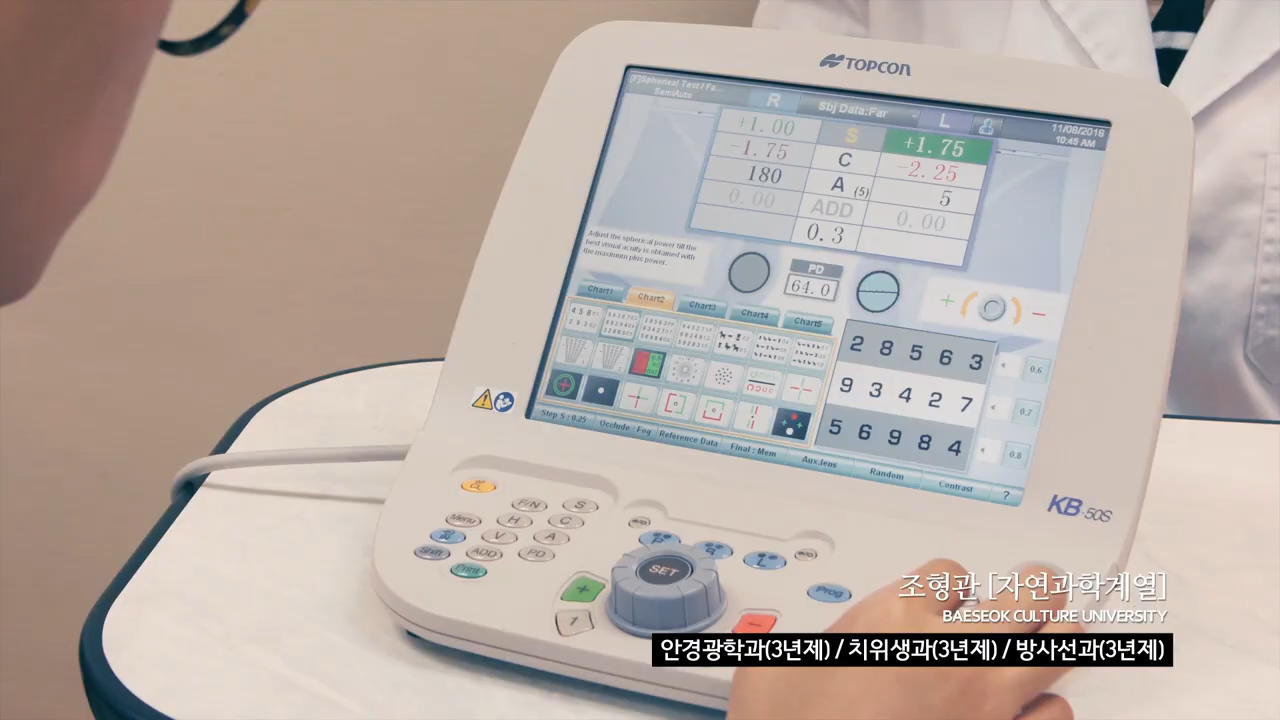 TOPCON
[F]Spherical Test / Fa...
SemiAuto
R
Sbj Data:Far
L
11/08/2018
10:45 AM
+1.00 S +1.75
-1.75 C -2.25
180 A (5) 5
0.00 ADD 0.00
0.3
Adjust the spherical power till the
best visual acuity is obtained with
the maximum plus power.
PD
64.0
+ -
Chart1 Chart2 Chart3 Chart4 Chart5
2 8 5 6 3
0.6
9 3 4 2 7
0.7
5 6 9 8 4
0.8
Step S : 0.25 Occlude : Fog Reference Data Final : Mem Aux.lens Random Contrast ?
KB-50S
CL
F/N S
Menu H C
R V A
Shift ADD PD
Print
SET
P
L
Prog
+
1
-
조형관 [자연과학계열]
BAESEOK CULTURE UNIVERSITY
안경광학과(3년제) / 치위생과(3년제) / 방사선과(3년제)